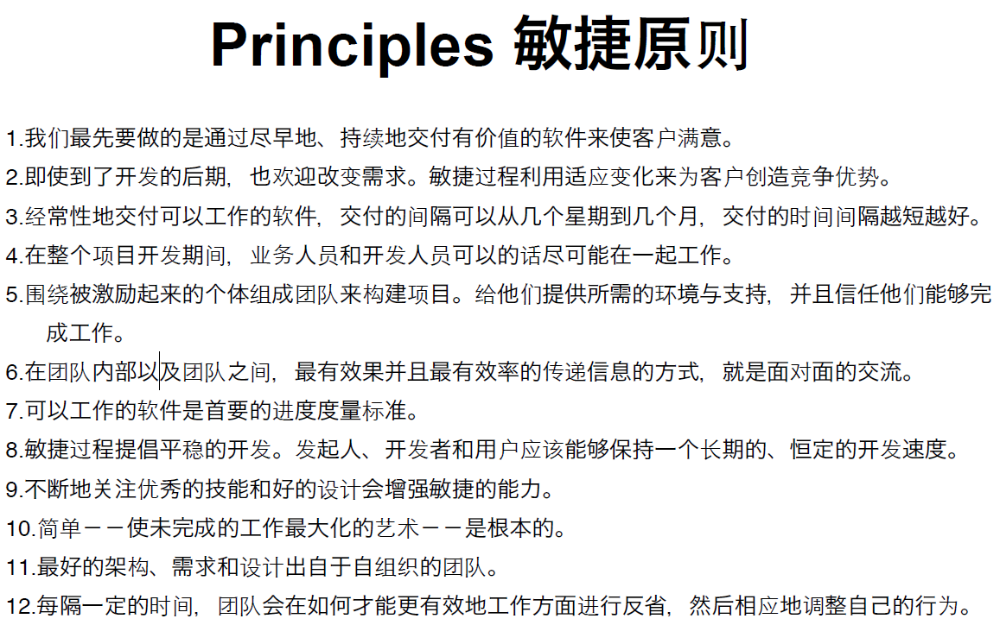 Principles 敏捷原则
1.我们最先要做的是通过尽早地、持续地交付有价值的软件来使客户满意。
2.即使到了开发的后期，也欢迎改变需求。敏捷过程利用适应变化来为客户创造竞争优势。
3.经常性地交付可以工作的软件，交付的间隔可以从几个星期到几个月，交付的时间间隔越短越好。
4.在整个项目开发期间，业务人员和开发人员可以的话尽可能在一起工作。
5.围绕被激励起来的个体组成团队来构建项目。给他们提供所需的环境与支持，并且信任他们能够完
成工作。
6.在团队内部以及团队之间，最有效果并且最有效率的传递信息的方式，就是面对面的交流。
7.可以工作的软件是首要的进度度量标准。
8.敏捷过程提倡平稳的开发。发起人、开发者和用户应该能够保持一个长期的、恒定的开发速度。
9.不断地关注优秀的技能和好的设计会增强敏捷的能力。
10.简单－－使未完成的工作最大化的艺术－－是根本的。
11.最好的架构、需求和设计出自于自组织的团队。
12.每隔一定的时间，团队会在如何才能更有效地工作方面进行反省，然后相应地调整自己的行为。